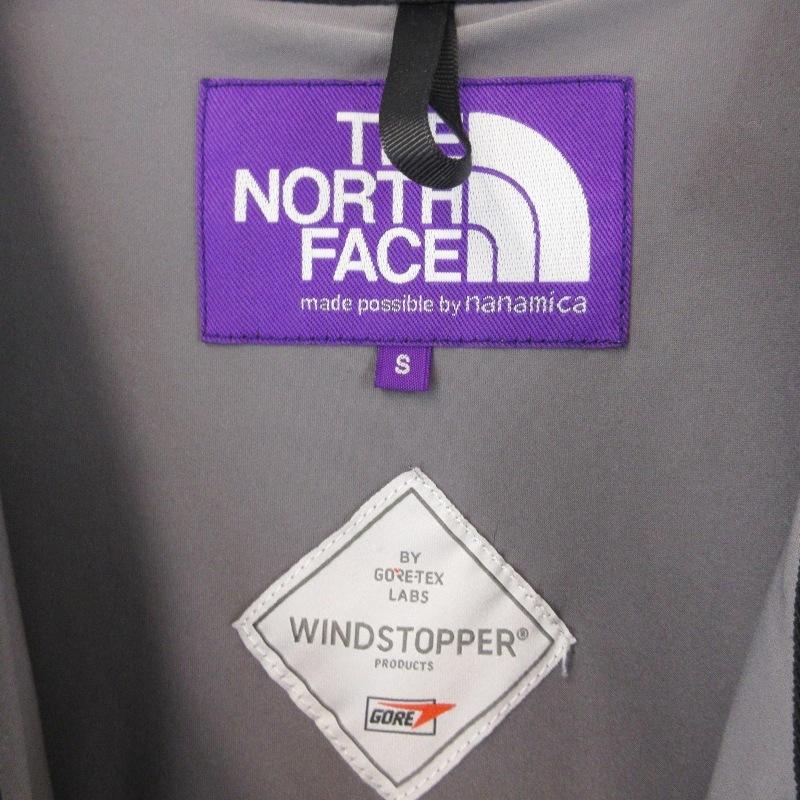 THE
NORTH
FACE
made possible by nanamica
S
BY
GORE-TEX
LABS
WINDSTOPPER®
PRODUCTS
GORE